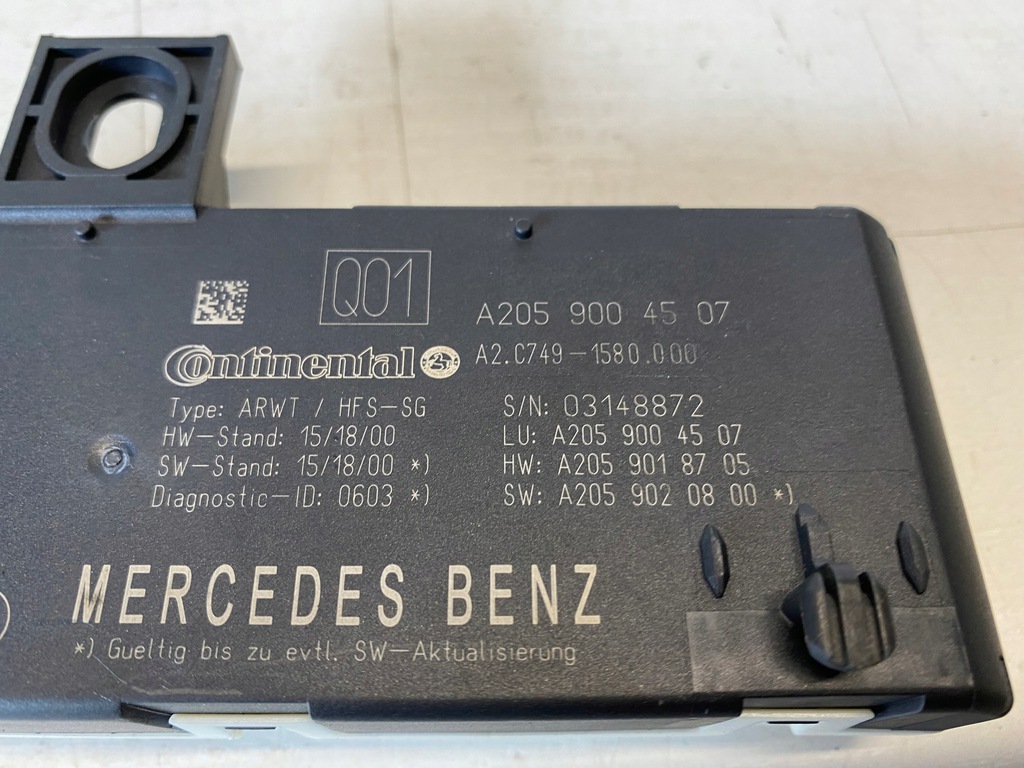 Q01
A205 900 45 07
Continental
A2.C749-1580.000
Type: ARWT / HFS-SG
S/N: 03148872
HW-Stand: 15/18/00
LU: A205 900 45 07
SW-Stand: 15/18/00 *)
HW: A205 901 87 05
Diagnostic-ID: 0603 *)
SW: A205 902 08 00 *)
MERCEDES BENZ
*) Gueltig bis zu evtl. SW-Aktualisierung